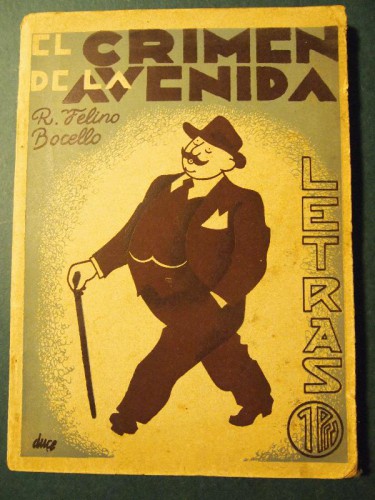 EL CRIMEN
DE LA AVENIDA
R. Felino
Bocello
LETRAS
1 Pta
duce